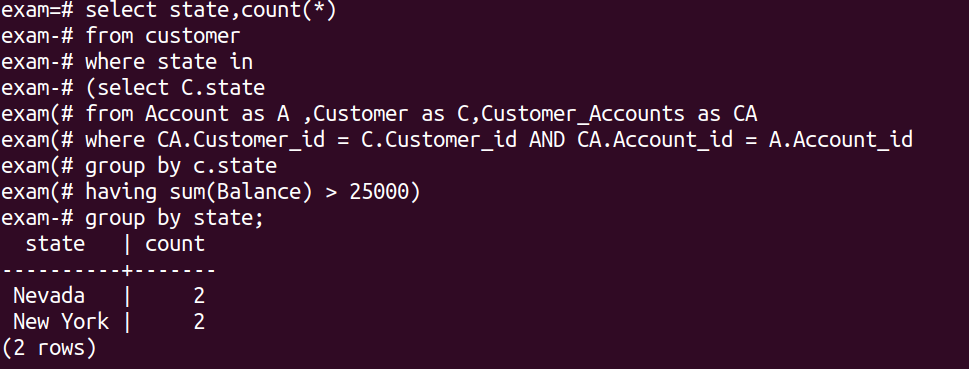 exam=# select state,count(*)
exam-# from customer
exam-# where state in
exam-# (select C.state
exam(# from Account as A ,Customer as C,Customer_Accounts as CA
exam(# where CA.Customer_id = C.Customer_id AND CA.Account_id = A.Account_id
exam(# group by c.state
exam(# having sum(Balance) > 25000)
exam-# group by state;
  state   | count
----------+-------
 Nevada   |     2
 New York |     2
(2 rows)